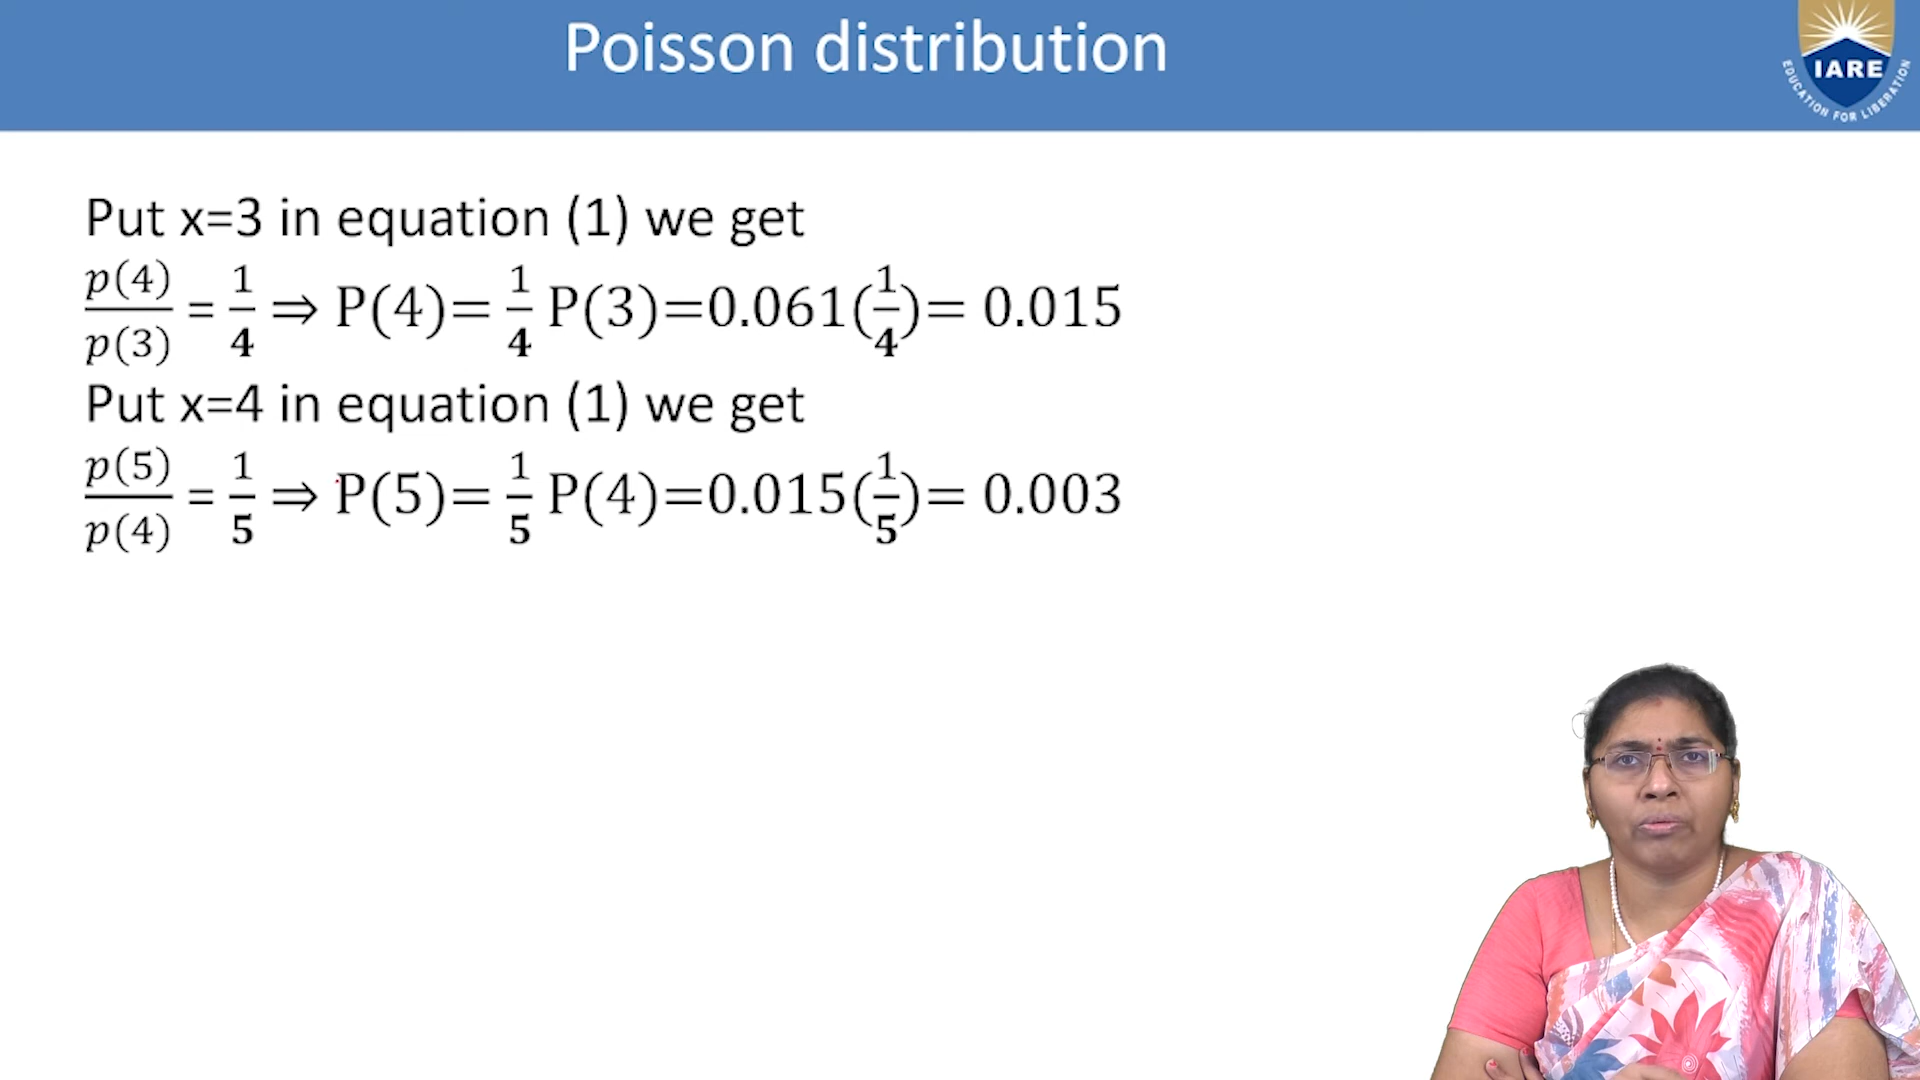 Poisson distribution
IARE
EDUCATION FOR LIBERATION
Put x=3 in equation (1) we get
p(4)/p(3) = 1/4 ⇒ P(4)= 1/4 P(3)=0.061(1/4)= 0.015
Put x=4 in equation (1) we get
p(5)/p(4) = 1/5 ⇒ P(5)= 1/5 P(4)=0.015(1/5)= 0.003